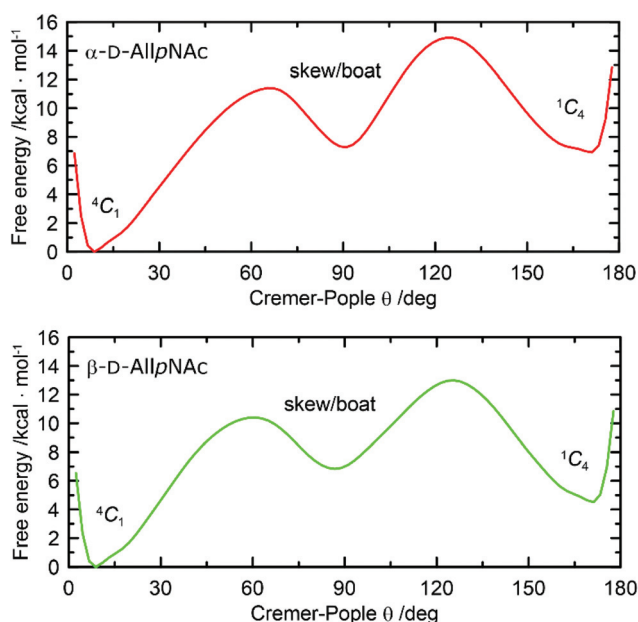 α-D-AllpNAc
Free energy /kcal · mol⁻¹
16
14
12
10
8
6
4
2
0
skew/boat
⁴C₁
¹C₄
0 30 60 90 120 150 180
Cremer-Pople θ /deg
β-D-AllpNAc
Free energy /kcal · mol⁻¹
16
14
12
10
8
6
4
2
0
skew/boat
⁴C₁
¹C₄
0 30 60 90 120 150 180
Cremer-Pople θ /deg